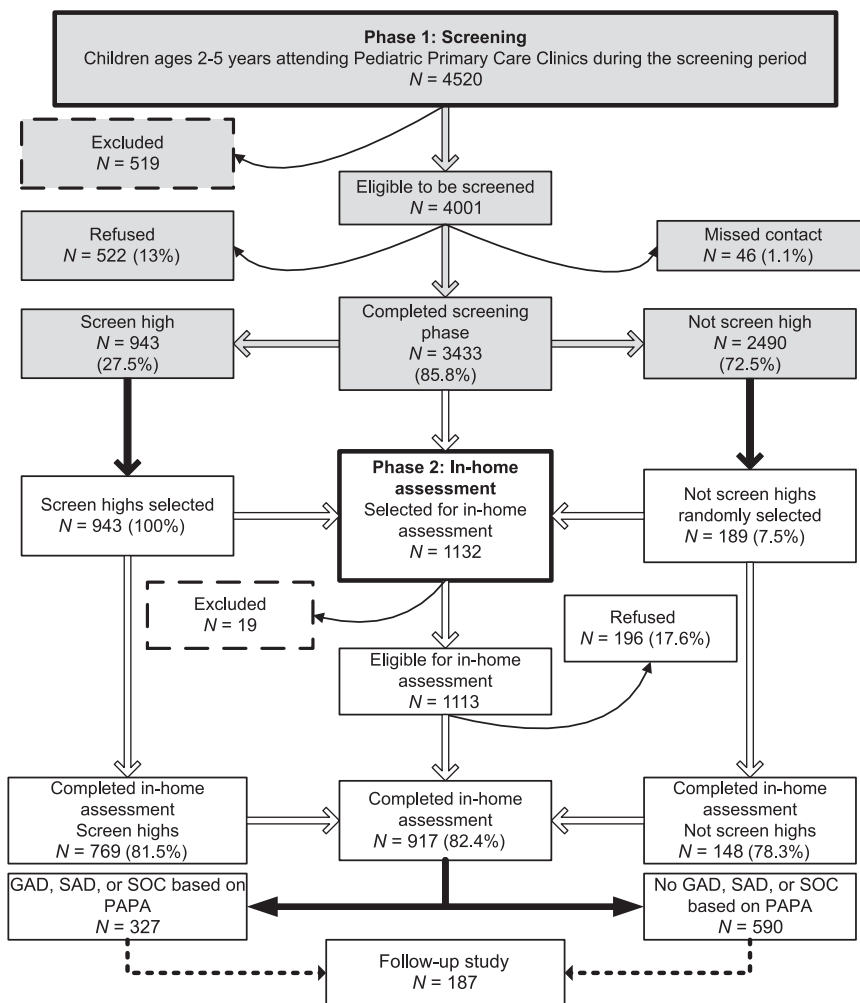 Phase 1: Screening
Children ages 2-5 years attending Pediatric Primary Care Clinics during the screening period
N = 4520
Excluded
N = 519
Eligible to be screened
N = 4001
Refused
N = 522 (13%)
Missed contact
N = 46 (1.1%)
Screen high
N = 943
(27.5%)
Completed screening
phase
N = 3433
(85.8%)
Not screen high
N = 2490
(72.5%)
Screen highs selected
N = 943 (100%)
Phase 2: In-home
assessment
Selected for in-home
assessment
N = 1132
Not screen highs
randomly selected
N = 189 (7.5%)
Excluded
N = 19
Refused
N = 196 (17.6%)
Eligible for in-home
assessment
N = 1113
Completed in-home
assessment
Screen highs
N = 769 (81.5%)
Completed in-home
assessment
N = 917 (82.4%)
Completed in-home
assessment
Not screen highs
N = 148 (78.3%)
GAD, SAD, or SOC based on
PAPA
N = 327
No GAD, SAD, or SOC
based on PAPA
N = 590
Follow-up study
N = 187